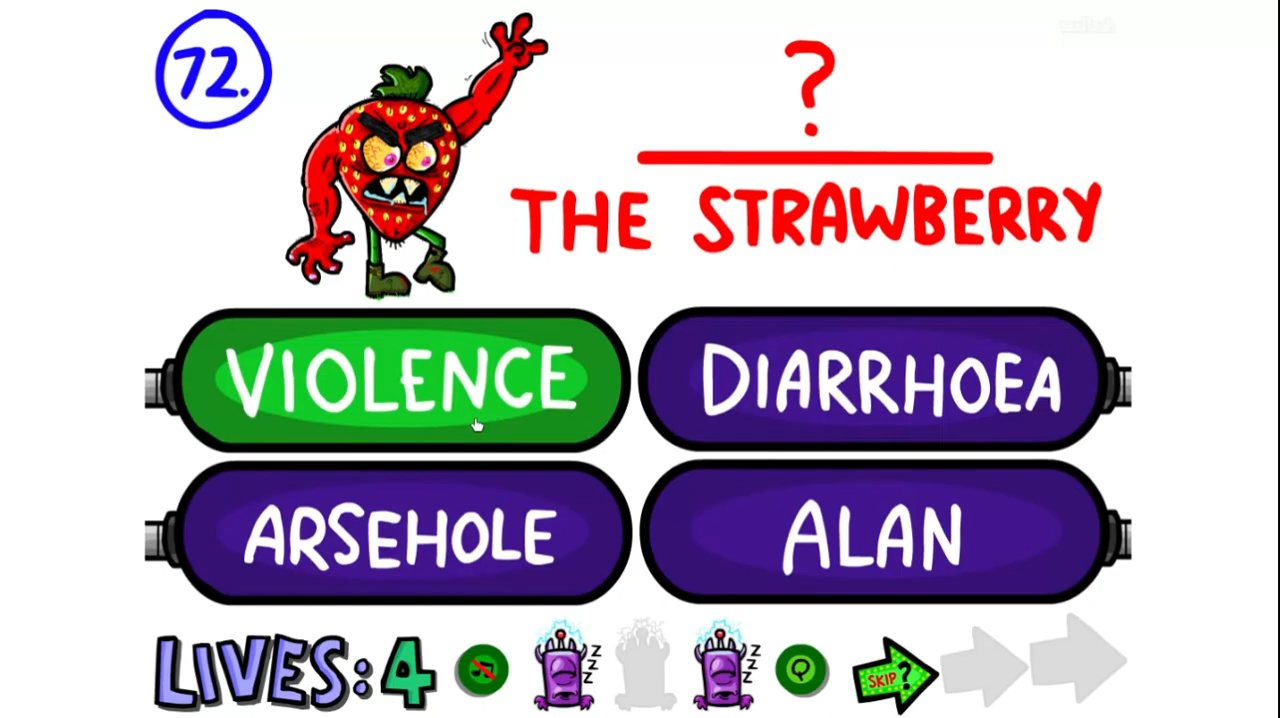 72.
?
THE STRAWBERRY
VIOLENCE
DIARRHOEA
ARSEHOLE
ALAN
LIVES: 4
Z
Z
Z
Z
Z
Z
SKIP?